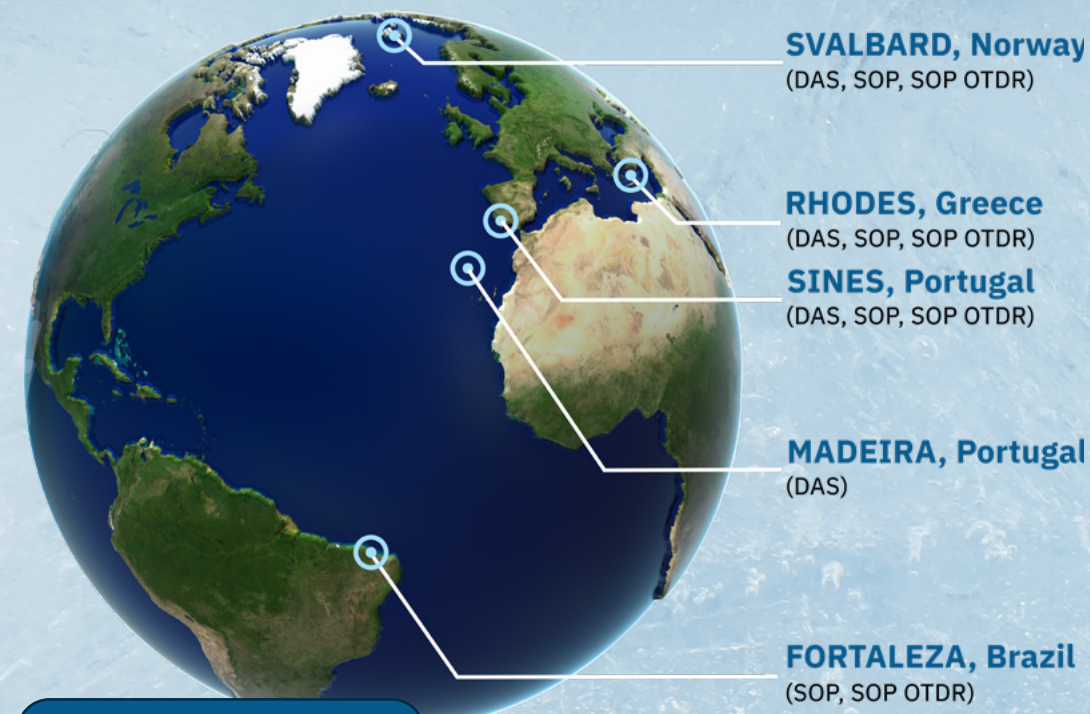 SVALBARD, Norway
(DAS, SOP, SOP OTDR)
RHODES, Greece
(DAS, SOP, SOP OTDR)
SINES, Portugal
(DAS, SOP, SOP OTDR)
MADEIRA, Portugal
(DAS)
FORTALEZA, Brazil
(SOP, SOP OTDR)